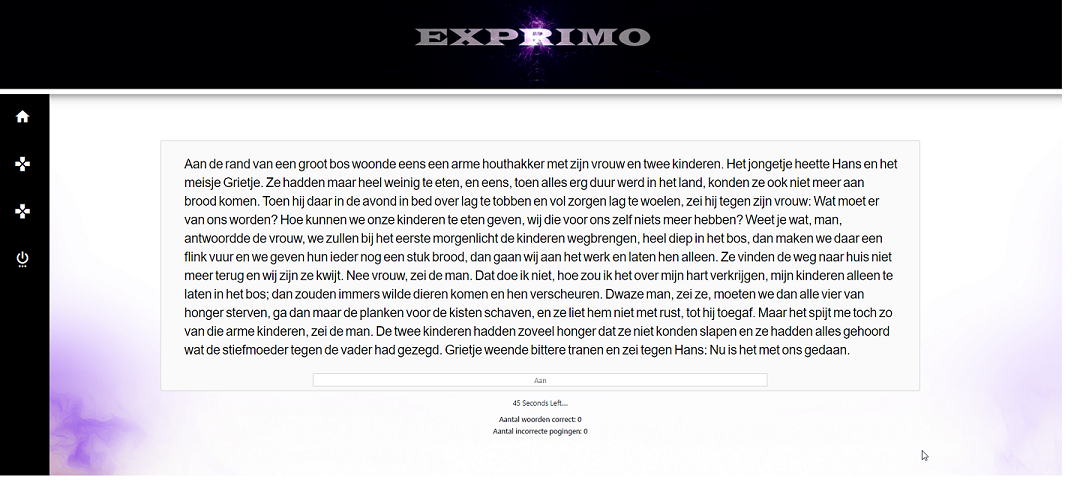 EXPRIMO
Aan de rand van een groot bos woonde eens een arme houthakker met zijn vrouw en twee kinderen. Het jongetje heette Hans en het
meisje Grietje. Ze hadden maar heel weinig te eten, en eens, toen alles erg duur werd in het land, konden ze ook niet meer aan
brood komen. Toen hij daar in de avond in bed over lag te tobben en vol zorgen lag te woelen, zei hij tegen zijn vrouw: Wat moet er
van ons worden? Hoe kunnen we onze kinderen te eten geven, wij die voor ons zelf niets meer hebben? Weet je wat, man,
antwoordde de vrouw, we zullen bij het eerste morgenlicht de kinderen wegbrengen, heel diep in het bos, dan maken we daar een
flink vuur en we geven hun ieder nog een stuk brood, dan gaan wij aan het werk en laten hen alleen. Ze vinden de weg naar huis niet
meer terug en wij zijn ze kwijt. Nee vrouw, zei de man. Dat doe ik niet, hoe zou ik het over mijn hart verkrijgen, mijn kinderen alleen te
laten in het bos; dan zouden immers wilde dieren komen en hen verscheuren. Dwaze man, zei ze, moeten we dan alle vier van
honger sterven, ga dan maar de planken voor de kisten schaven, en ze liet hem niet met rust, tot hij toegaf. Maar het spijt me toch zo
van die arme kinderen, zei de man. De twee kinderen hadden zoveel honger dat ze niet konden slapen en ze hadden alles gehoord
wat de stiefmoeder tegen de vader had gezegd. Grietje weende bittere tranen en zei tegen Hans: Nu is het met ons gedaan.
Aan
45 Seconds Left...
Aantal woorden correct: 0
Aantal incorrecte pogingen: 0